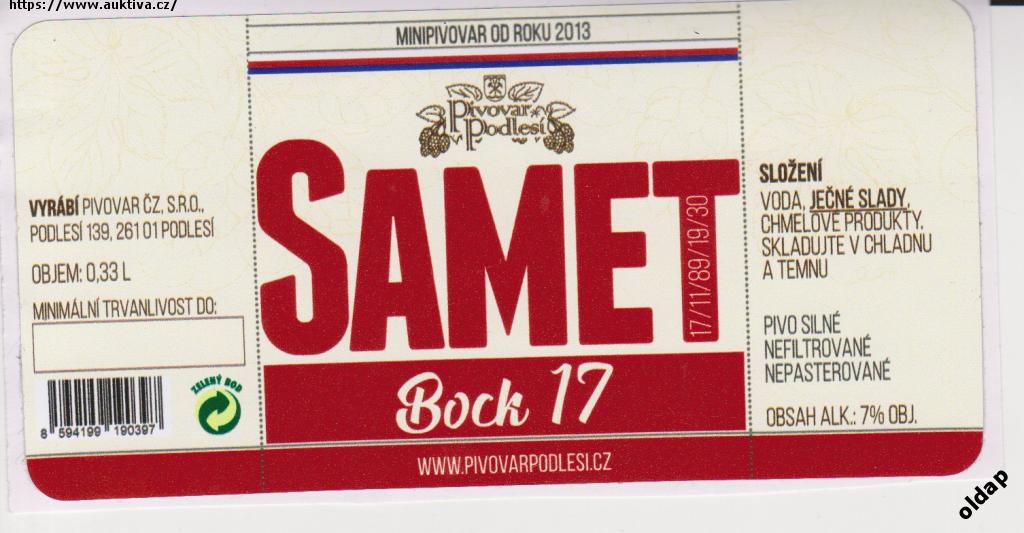 https://www.auktiva.cz/
MINIPIVOVAR OD ROKU 2013
Pivovar
Podlesí
SAMET
17/11/89/19/30
Bock 17
WWW.PIVOVARPODLESI.CZ
VYRÁBÍ PIVOVAR ČZ, S.R.O.,
PODLESÍ 139, 261 01 PODLESÍ
OBJEM: 0,33 L
MINIMÁLNÍ TRVANLIVOST DO:
8 594199 190397
ZELENÝ BOD
SLOŽENÍ
VODA, JEČNÉ SLADY,
CHMELOVÉ PRODUKTY.
SKLADUJTE V CHLADNU
A TEMNU
PIVO SILNÉ
NEFILTROVANÉ
NEPASTEROVANÉ
OBSAH ALK.: 7% OBJ.
oldap